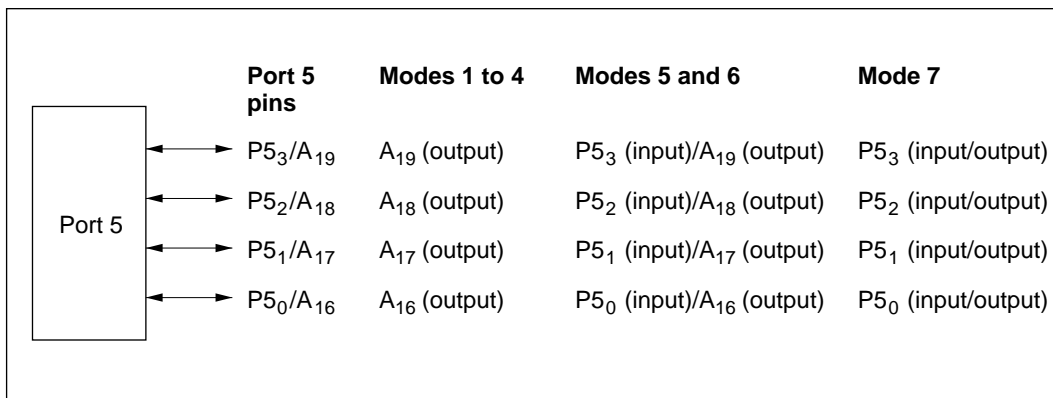 Port 5 pins Modes 1 to 4 Modes 5 and 6 Mode 7
P5₃/A₁₉ A₁₉ (output) P5₃ (input)/A₁₉ (output) P5₃ (input/output)
P5₂/A₁₈ A₁₈ (output) P5₂ (input)/A₁₈ (output) P5₂ (input/output)
Port 5
P5₁/A₁₇ A₁₇ (output) P5₁ (input)/A₁₇ (output) P5₁ (input/output)
P5₀/A₁₆ A₁₆ (output) P5₀ (input)/A₁₆ (output) P5₀ (input/output)